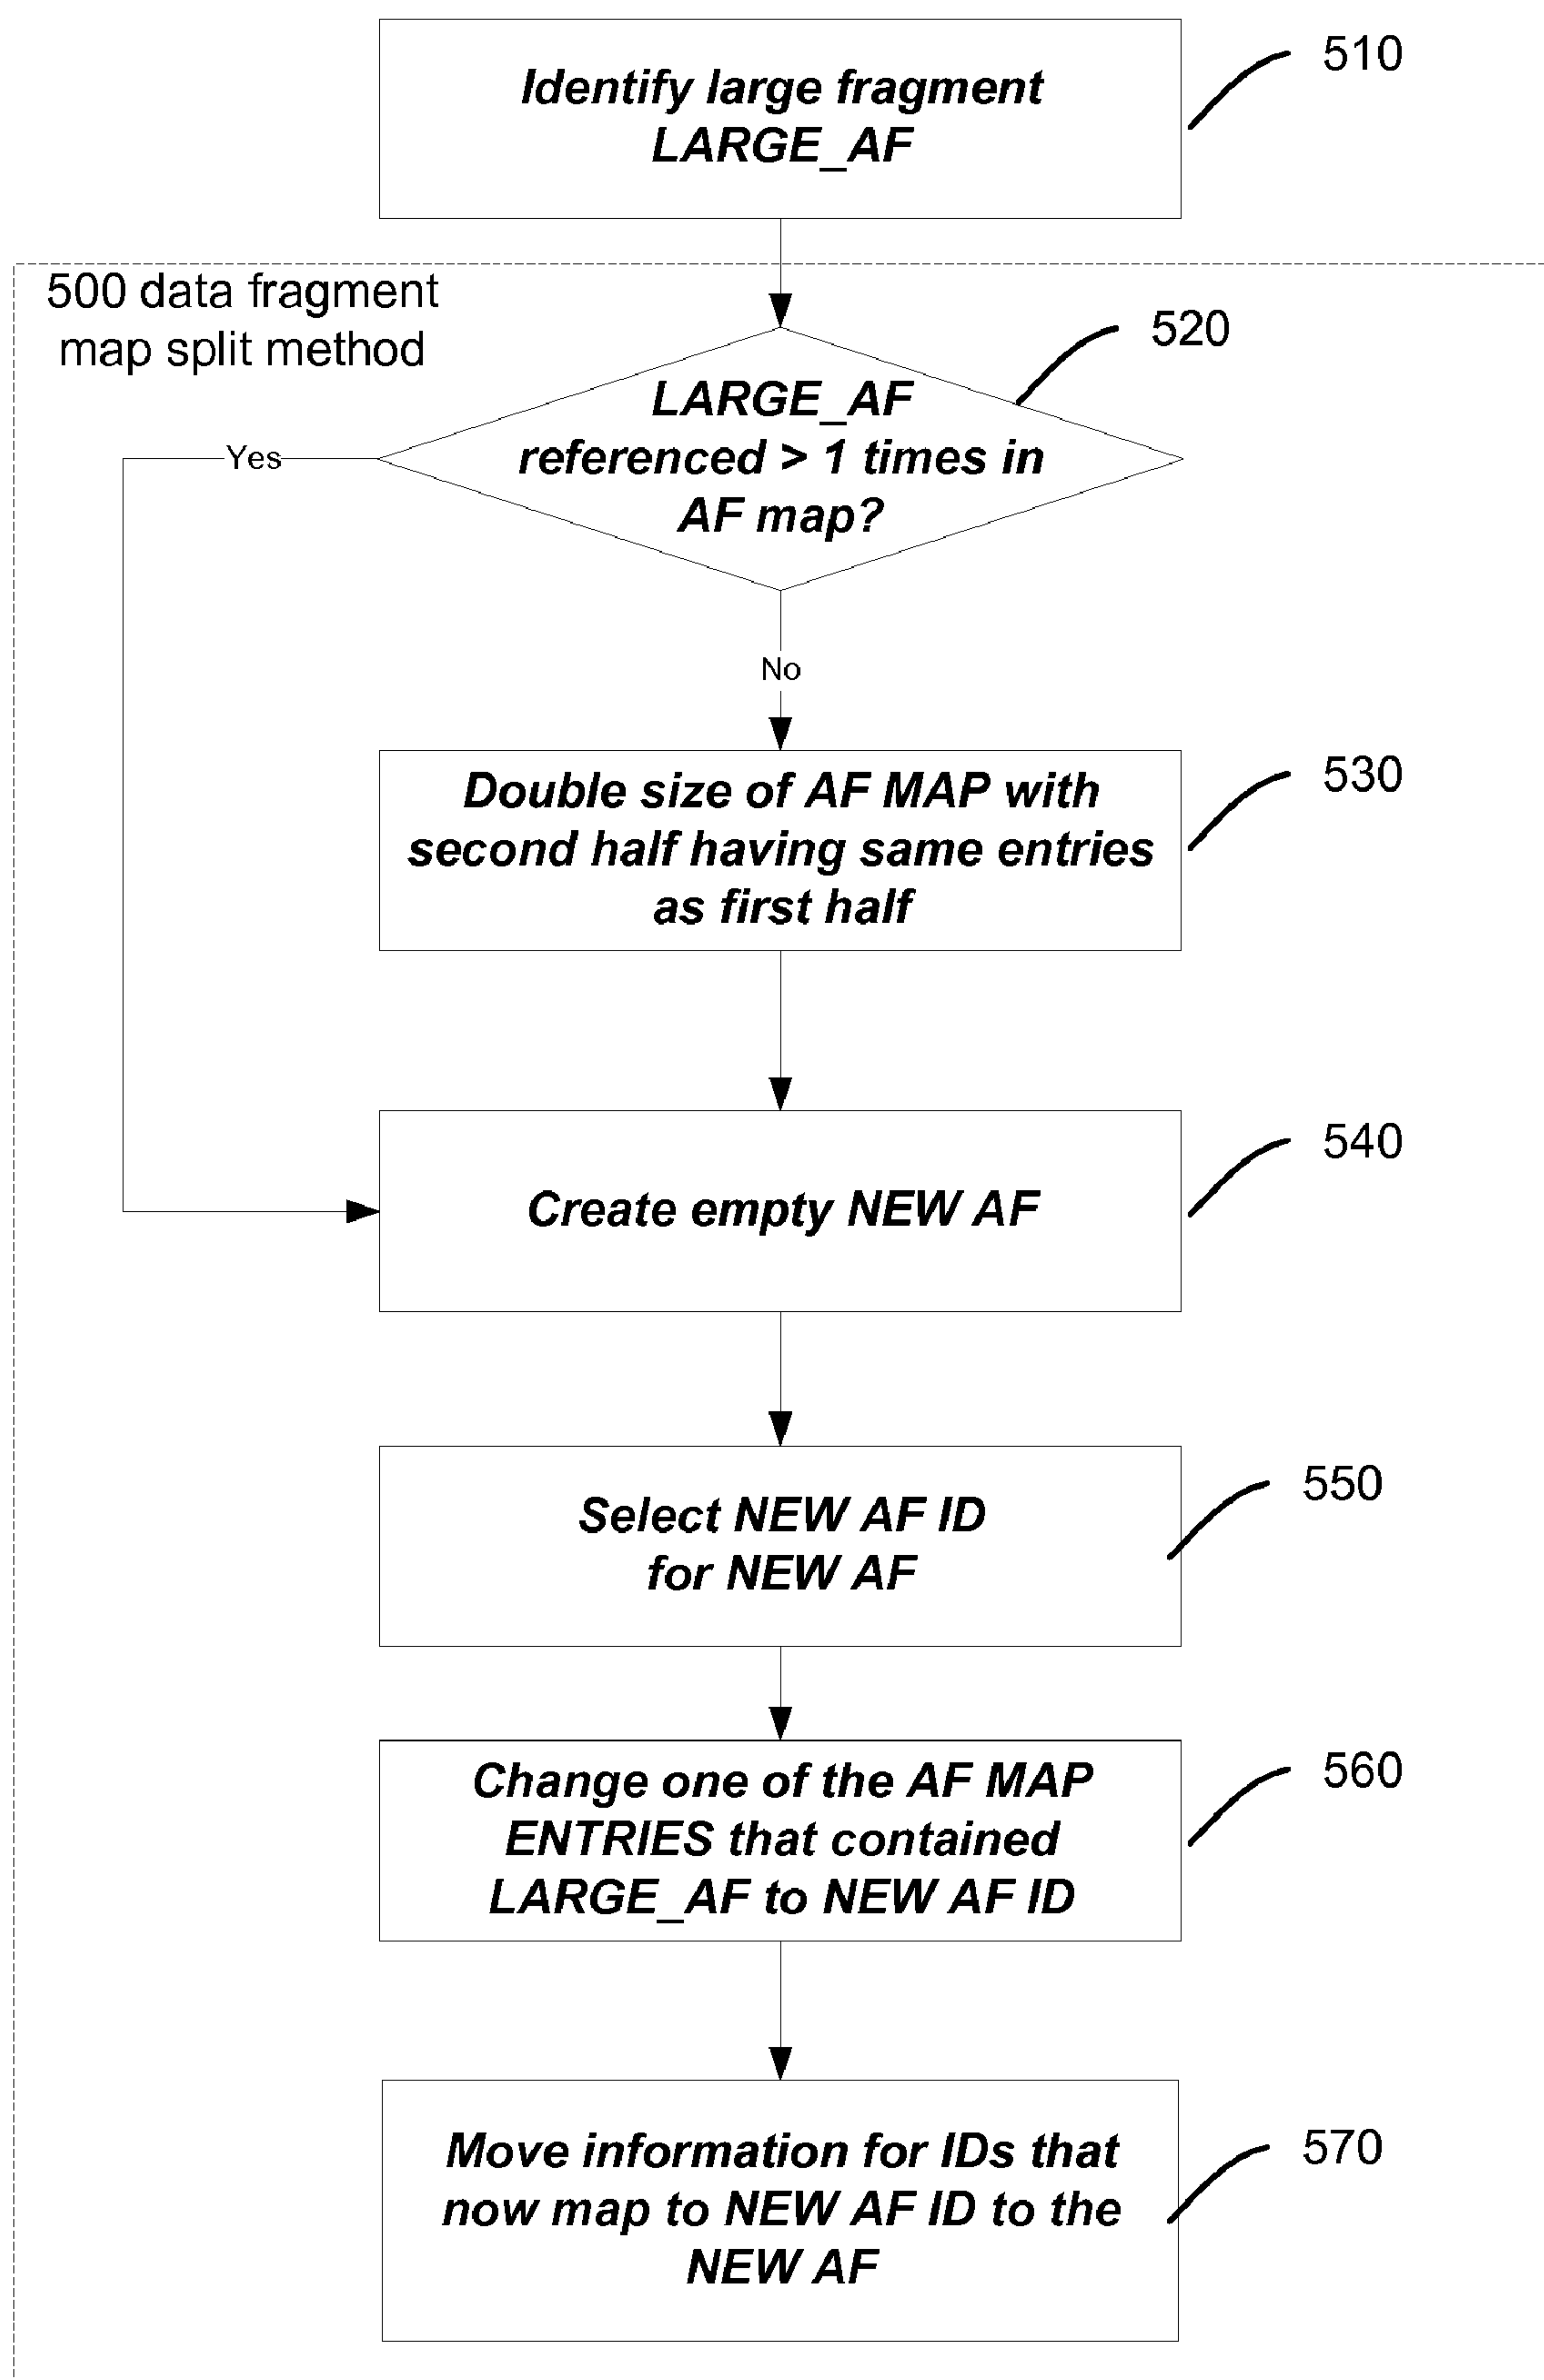 Identify large fragment
LARGE_AF
510
500 data fragment
map split method
520
LARGE_AF
referenced > 1 times in
AF map?
Yes
No
Double size of AF MAP with
second half having same entries
as first half
530
Create empty NEW AF
540
Select NEW AF ID
for NEW AF
550
Change one of the AF MAP
ENTRIES that contained
LARGE_AF to NEW AF ID
560
Move information for IDs that
now map to NEW AF ID to the
NEW AF
570